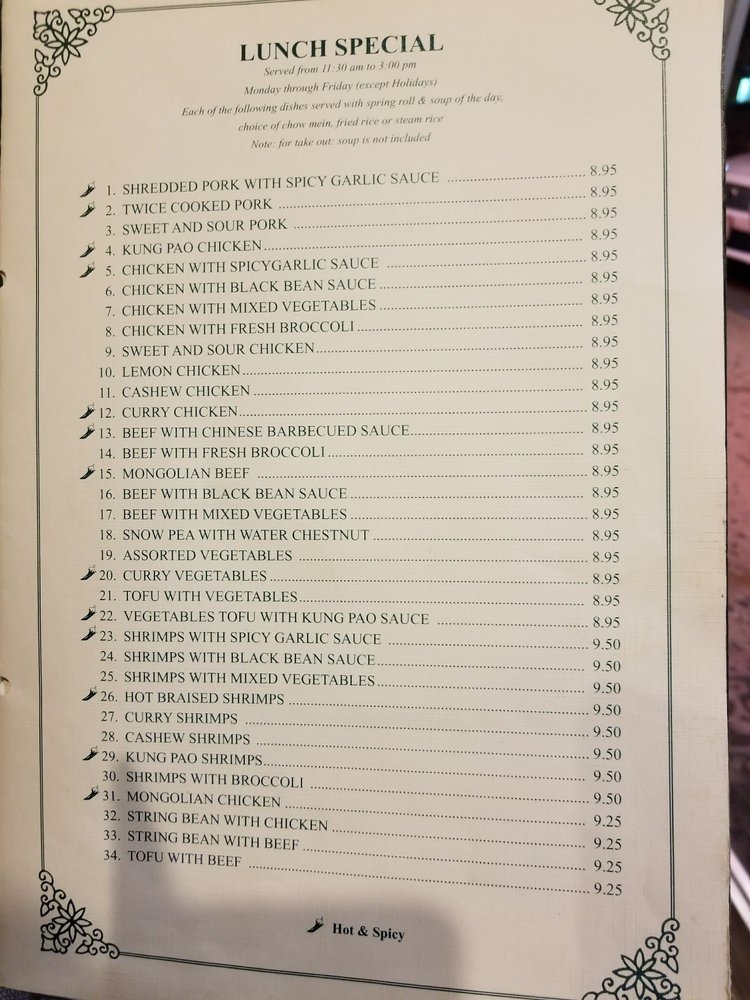 LUNCH SPECIAL
Served from 11:30 am to 3:00 pm
Monday through Friday (except Holidays)
Each of the following dishes served with spring roll & soup of the day,
choice of chow mein, fried rice or steam rice
Note: for take out: soup is not included
1. SHREDDED PORK WITH SPICY GARLIC SAUCE 8.95
2. TWICE COOKED PORK 8.95
3. SWEET AND SOUR PORK 8.95
4. KUNG PAO CHICKEN 8.95
5. CHICKEN WITH SPICYGARLIC SAUCE 8.95
6. CHICKEN WITH BLACK BEAN SAUCE 8.95
7. CHICKEN WITH MIXED VEGETABLES 8.95
8. CHICKEN WITH FRESH BROCCOLI 8.95
9. SWEET AND SOUR CHICKEN 8.95
10. LEMON CHICKEN 8.95
11. CASHEW CHICKEN 8.95
12. CURRY CHICKEN 8.95
13. BEEF WITH CHINESE BARBECUED SAUCE 8.95
14. BEEF WITH FRESH BROCCOLI 8.95
15. MONGOLIAN BEEF 8.95
16. BEEF WITH BLACK BEAN SAUCE 8.95
17. BEEF WITH MIXED VEGETABLES 8.95
18. SNOW PEA WITH WATER CHESTNUT 8.95
19. ASSORTED VEGETABLES 8.95
20. CURRY VEGETABLES 8.95
21. TOFU WITH VEGETABLES 8.95
22. VEGETABLES TOFU WITH KUNG PAO SAUCE 8.95
23. SHRIMPS WITH SPICY GARLIC SAUCE 9.50
24. SHRIMPS WITH BLACK BEAN SAUCE 9.50
25. SHRIMPS WITH MIXED VEGETABLES 9.50
26. HOT BRAISED SHRIMPS 9.50
27. CURRY SHRIMPS 9.50
28. CASHEW SHRIMPS 9.50
29. KUNG PAO SHRIMPS 9.50
30. SHRIMPS WITH BROCCOLI 9.50
31. MONGOLIAN CHICKEN 9.25
32. STRING BEAN WITH CHICKEN 9.25
33. STRING BEAN WITH BEEF 9.25
34. TOFU WITH BEEF 9.25
Hot & Spicy